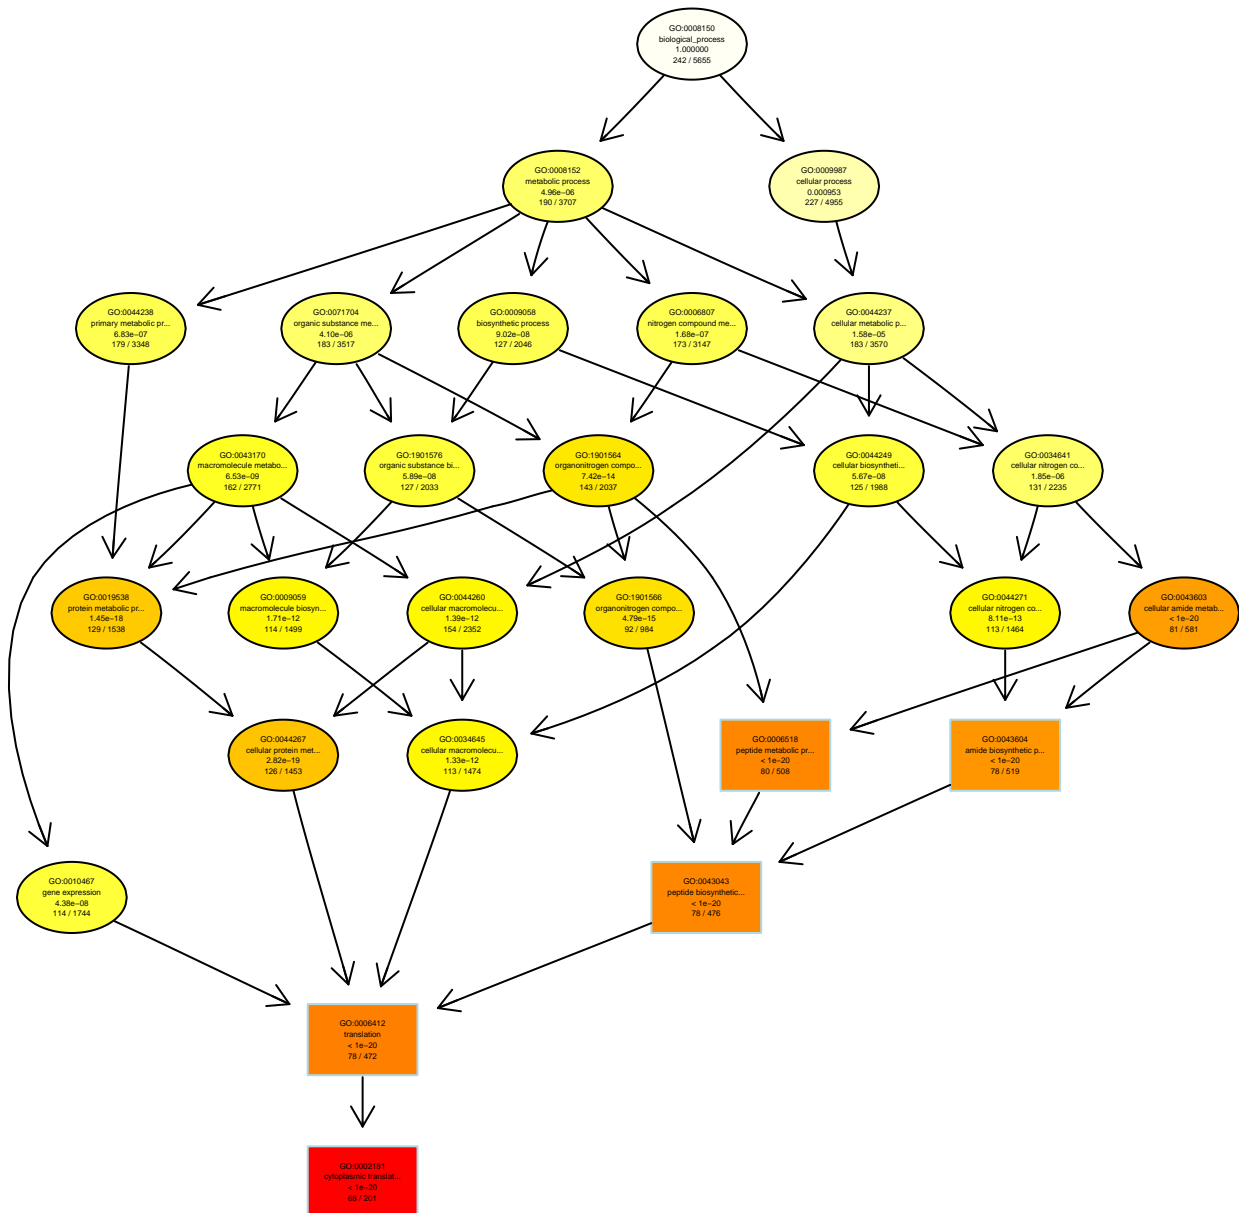 GO:0008150
biological_process
1.000000
242 / 5655
GO:0008152
metabolic process
4.96e−06
190 / 3707
GO:0009987
cellular process
0.000953
227 / 4955
GO:0044238
primary metabolic pr...
6.83e−07
179 / 3348
GO:0071704
organic substance me...
4.10e−06
183 / 3517
GO:0009058
biosynthetic process
9.02e−08
127 / 2046
GO:0006807
nitrogen compound me...
1.68e−07
173 / 3147
GO:0044237
cellular metabolic p...
1.58e−05
183 / 3570
GO:0043170
macromolecule metabo...
6.53e−09
162 / 2771
GO:1901576
organic substance bi...
5.89e−08
127 / 2033
GO:1901564
organonitrogen compo...
7.42e−14
143 / 2037
GO:0044249
cellular biosyntheti...
5.67e−08
125 / 1988
GO:0034641
cellular nitrogen co...
1.85e−06
131 / 2235
GO:0019538
protein metabolic pr...
1.45e−18
129 / 1538
GO:0009059
macromolecule biosyn...
1.71e−12
114 / 1499
GO:0044260
cellular macromolecu...
1.39e−12
154 / 2352
GO:1901566
organonitrogen compo...
4.79e−15
92 / 984
GO:0044271
cellular nitrogen co...
8.11e−13
113 / 1464
GO:0043603
cellular amide metab...
< 1e−20
81 / 581
GO:0044267
cellular protein met...
2.82e−19
126 / 1453
GO:0034645
cellular macromolecu...
1.33e−12
113 / 1474
GO:0006518
peptide metabolic pr...
< 1e−20
80 / 508
GO:0043604
amide biosynthetic p...
< 1e−20
78 / 519
GO:0010467
gene expression
4.38e−08
114 / 1744
GO:0043043
peptide biosynthetic...
< 1e−20
78 / 476
GO:0006412
translation
< 1e−20
78 / 472
GO:0002181
cytoplasmic translat...
< 1e−20
68 / 201